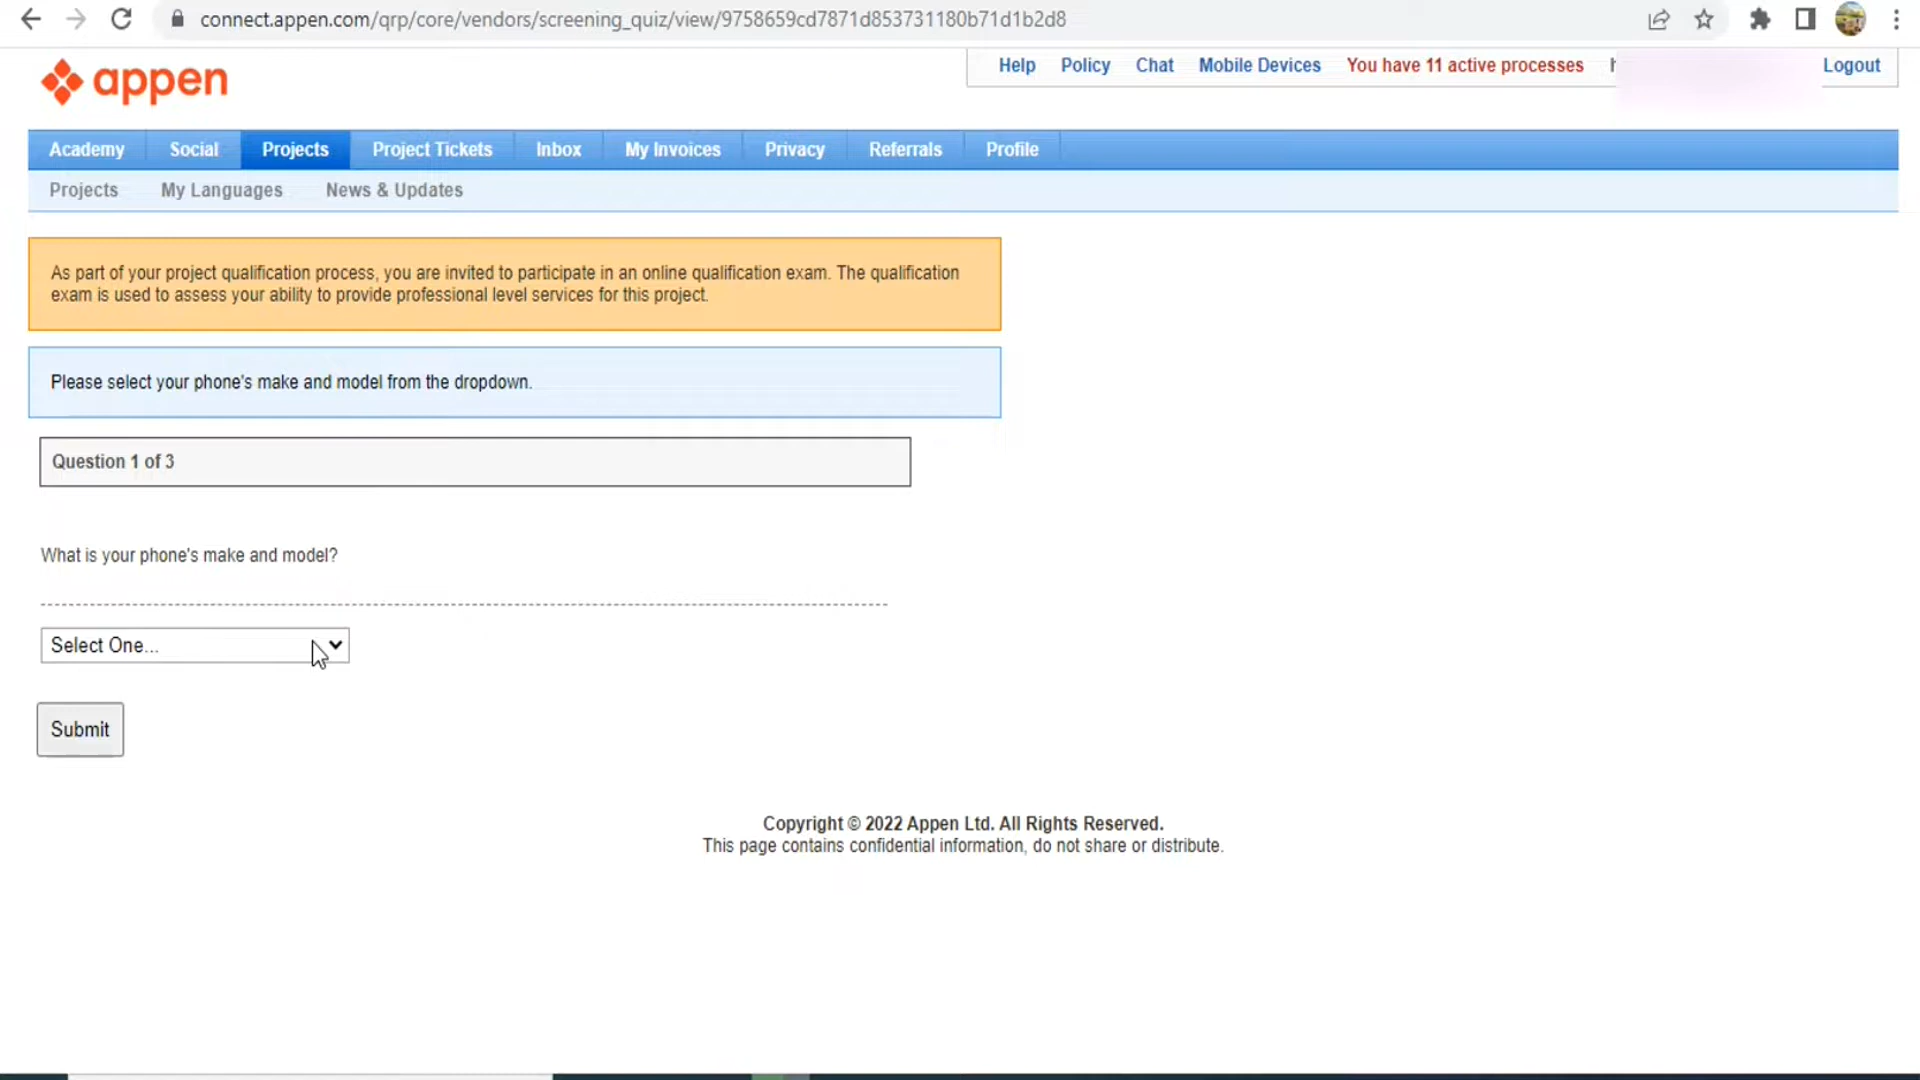 connect.appen.com/qrp/core/vendors/screening_quiz/view/9758659cd7871d853731180b71d1b2d8
appen
Help Policy Chat Mobile Devices You have 11 active processes Logout
Academy Social Projects Project Tickets Inbox My Invoices Privacy Referrals Profile
Projects My Languages News & Updates
As part of your project qualification process, you are invited to participate in an online qualification exam. The qualification
exam is used to assess your ability to provide professional level services for this project.
Please select your phone's make and model from the dropdown.
Question 1 of 3
What is your phone's make and model?
Select One...
Submit
Copyright © 2022 Appen Ltd. All Rights Reserved.
This page contains confidential information, do not share or distribute.